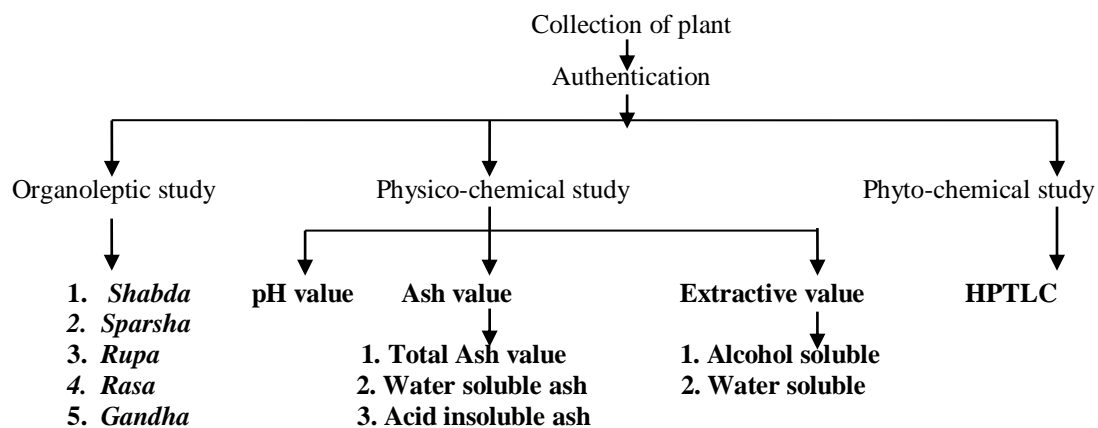 Collection of plant
Authentication
Organoleptic study
Physico-chemical study
Phyto-chemical study
1. Shabda
2. Sparsha
3. Rupa
4. Rasa
5. Gandha
pH value
Ash value
1. Total Ash value
2. Water soluble ash
3. Acid insoluble ash
Extractive value
1. Alcohol soluble
2. Water soluble
HPTLC